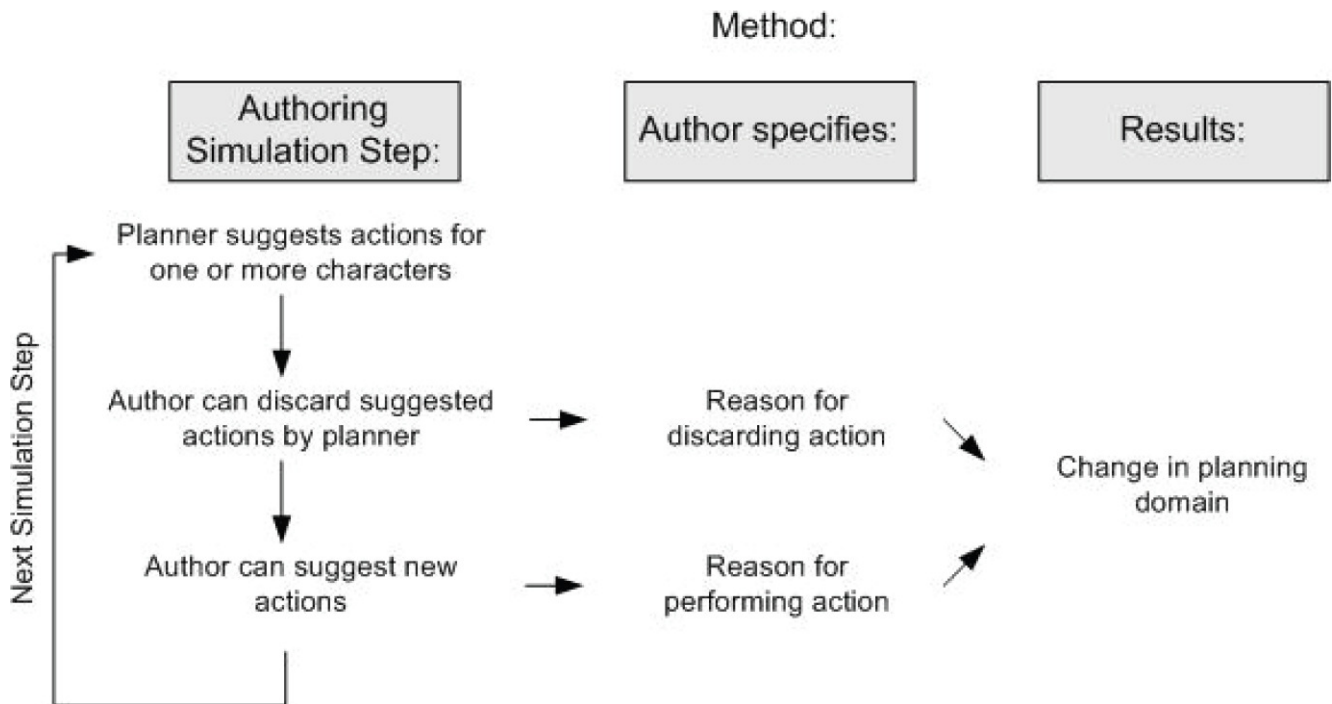 Method:
Authoring
Simulation Step:
Author specifies:
Results:
Planner suggests actions for
one or more characters
Next Simulation Step
Author can discard suggested
actions by planner
Reason for
discarding action
Change in planning
domain
Author can suggest new
actions
Reason for
performing action